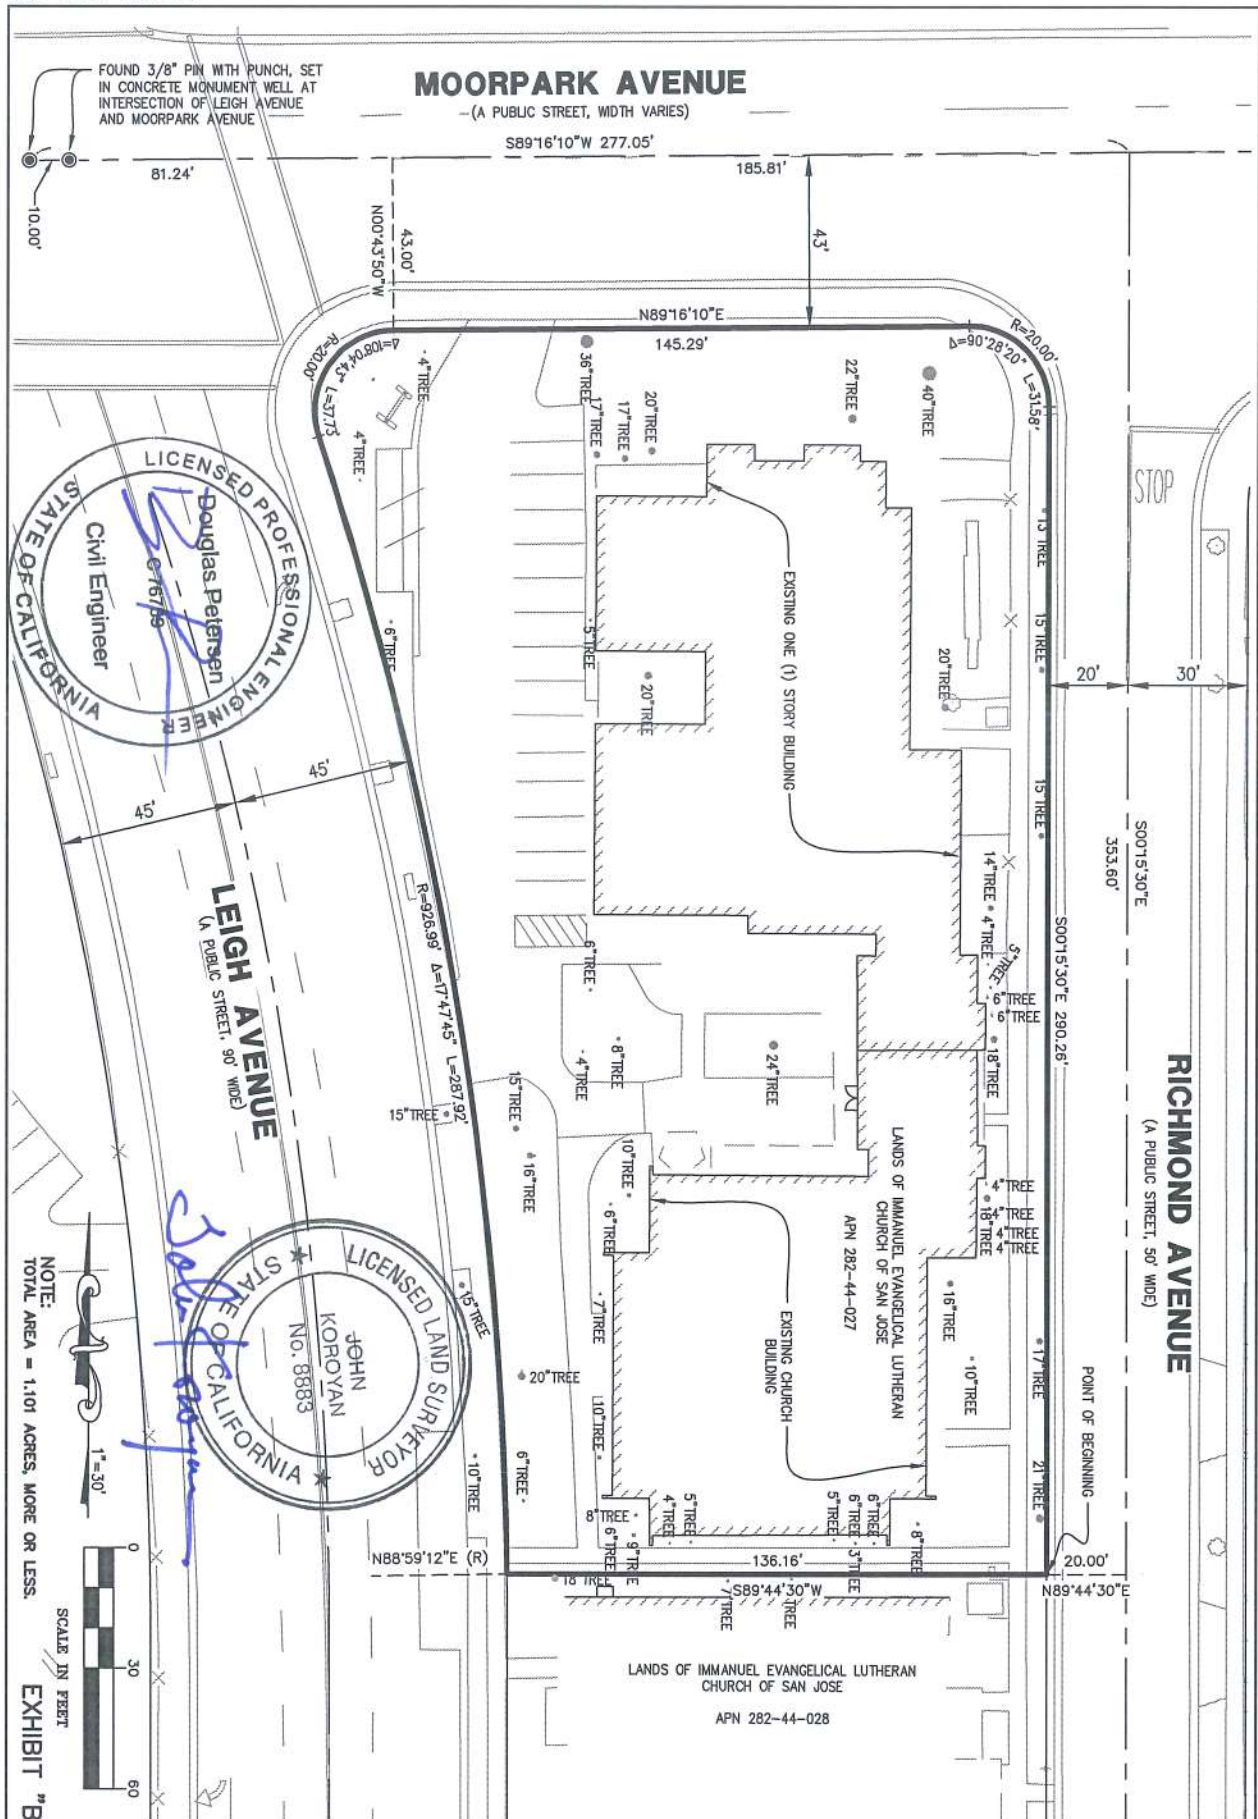 FOUND 3/8" PIN WITH PUNCH, SET
IN CONCRETE MONUMENT WELL AT
INTERSECTION OF LEIGH AVENUE
AND MOORPARK AVENUE
MOORPARK AVENUE
(A PUBLIC STREET, WIDTH VARIES)
S89°16'10"W 277.05'
81.24'
185.81'
10.00'
43.00'
N00°43'50"W
43'
N89°16'10"E
145.29'
R=20.00'
Δ=108°04'43"
L=37.73'
R=20.00'
Δ=90°28'20"
L=31.58'
4"TREE
4"TREE
36"TREE
17"TREE
17"TREE
20"TREE
22"TREE
40"TREE
STOP
13"TREE
15"TREE
20"TREE
20'
30'
LICENSED PROFESSIONAL ENGINEER
Douglas Petersen
C 76789
Civil Engineer
STATE OF CALIFORNIA
6"TREE
5"TREE
20"TREE
EXISTING ONE (1) STORY BUILDING
15"TREE
S00°15'30"E
353.60'
45'
45'
14"TREE
4"TREE
5"TREE
6"TREE
6"TREE
18"TREE
S00°15'30"E 290.26'
R=926.99' Δ=17°47'45" L=287.92'
LEIGH AVENUE
(A PUBLIC STREET, 90' WIDE)
6"TREE
8"TREE
4"TREE
24"TREE
RICHMOND AVENUE
(A PUBLIC STREET, 50' WIDE)
15"TREE
15"TREE
16"TREE
10"TREE
6"TREE
LANDS OF IMMANUEL EVANGELICAL LUTHERAN
CHURCH OF SAN JOSE
APN 282-44-027
4"TREE
18"TREE
4"TREE
4"TREE
4"TREE
16"TREE
10"TREE
17"TREE
21"TREE
POINT OF BEGINNING
EXISTING CHURCH
BUILDING
7"TREE
15"TREE
20"TREE
10"TREE
6"TREE
10"TREE
LICENSED LAND SURVEYOR
JOHN
KOROYAN
No. 8883
STATE OF CALIFORNIA
8"TREE
6"TREE
9"TREE
4"TREE
5"TREE
5"TREE
6"TREE
6"TREE
3"TREE
8"TREE
18"TREE
7"TREE
TREE
N88°59'12"E (R)
136.16'
S89°44'30"W
20.00'
N89°44'30"E
LANDS OF IMMANUEL EVANGELICAL LUTHERAN
CHURCH OF SAN JOSE
APN 282-44-028
NOTE:
TOTAL AREA = 1.101 ACRES, MORE OR LESS.
1"=30'
0
30
60
SCALE IN FEET
EXHIBIT "B